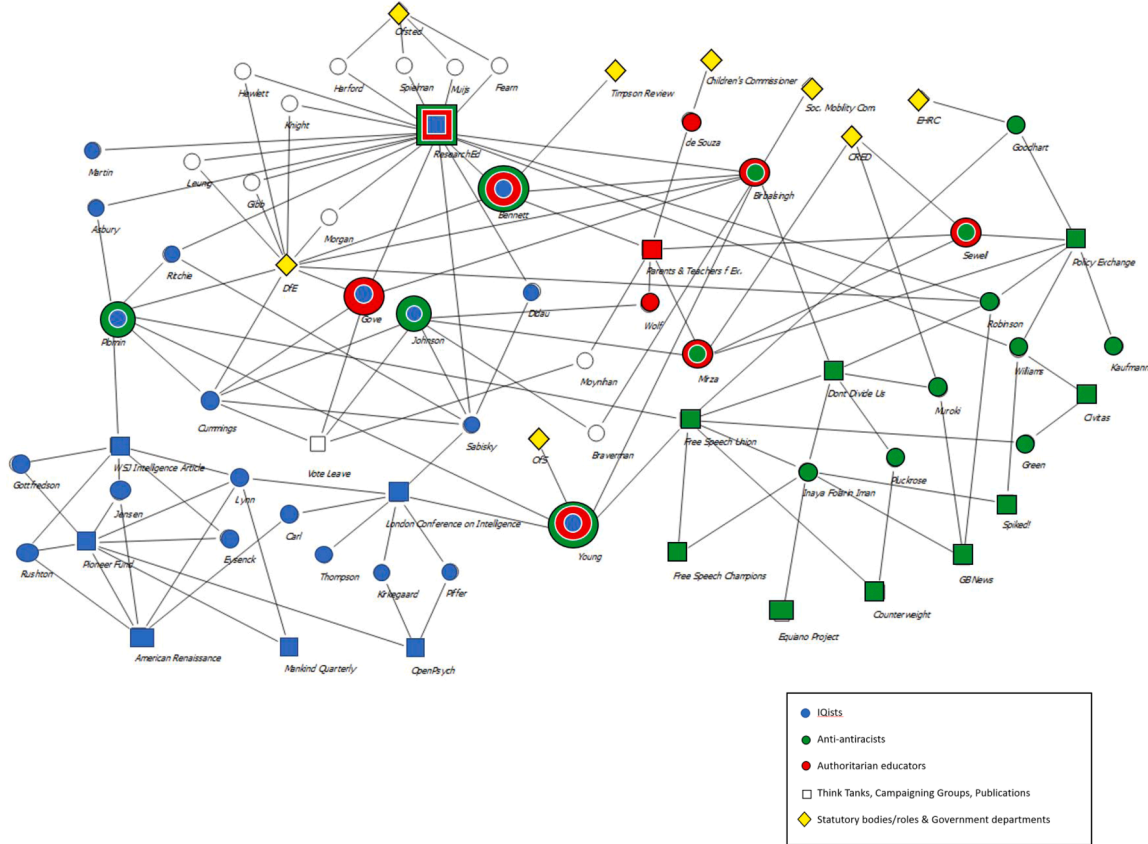 Ofsted
Hewlett
Harford
Spielman
Muijs
Fearn
Timpson Review
Children's Commissioner
Soc. Mobility Com
EHRC
Knight
ResearchEd
de Souza
CRED
Goodhart
Martin
Leung
Gibb
Bennett
Birbalsingh
Asbury
Morgan
Ritchie
DfE
Parents & Teachers f Ex.
Sewell
Policy Exchange
Plomin
Gove
Johnson
Didau
Wolf
Robinson
Moynihan
Mirza
Williams
Kaufmann
Cummings
Dont Divide Us
Muroki
Civitas
Vote Leave
Sabisky
OfS
Braverman
Free Speech Union
Green
WSJ Intelligence Article
Gottfredson
Jensen
Lynn
Carl
London Conference on Intelligence
Inaya Folarin Iman
Pluckrose
Spiked!
Rushton
Pioneer Fund
Eysenck
Thompson
Kirkegaard
Piffer
Young
Free Speech Champions
GB News
Counterweight
Equiano Project
American Renaissance
Mankind Quarterly
OpenPsych
IQists
Anti-antiracists
Authoritarian educators
Think Tanks, Campaigning Groups, Publications
Statutory bodies/roles & Government departments